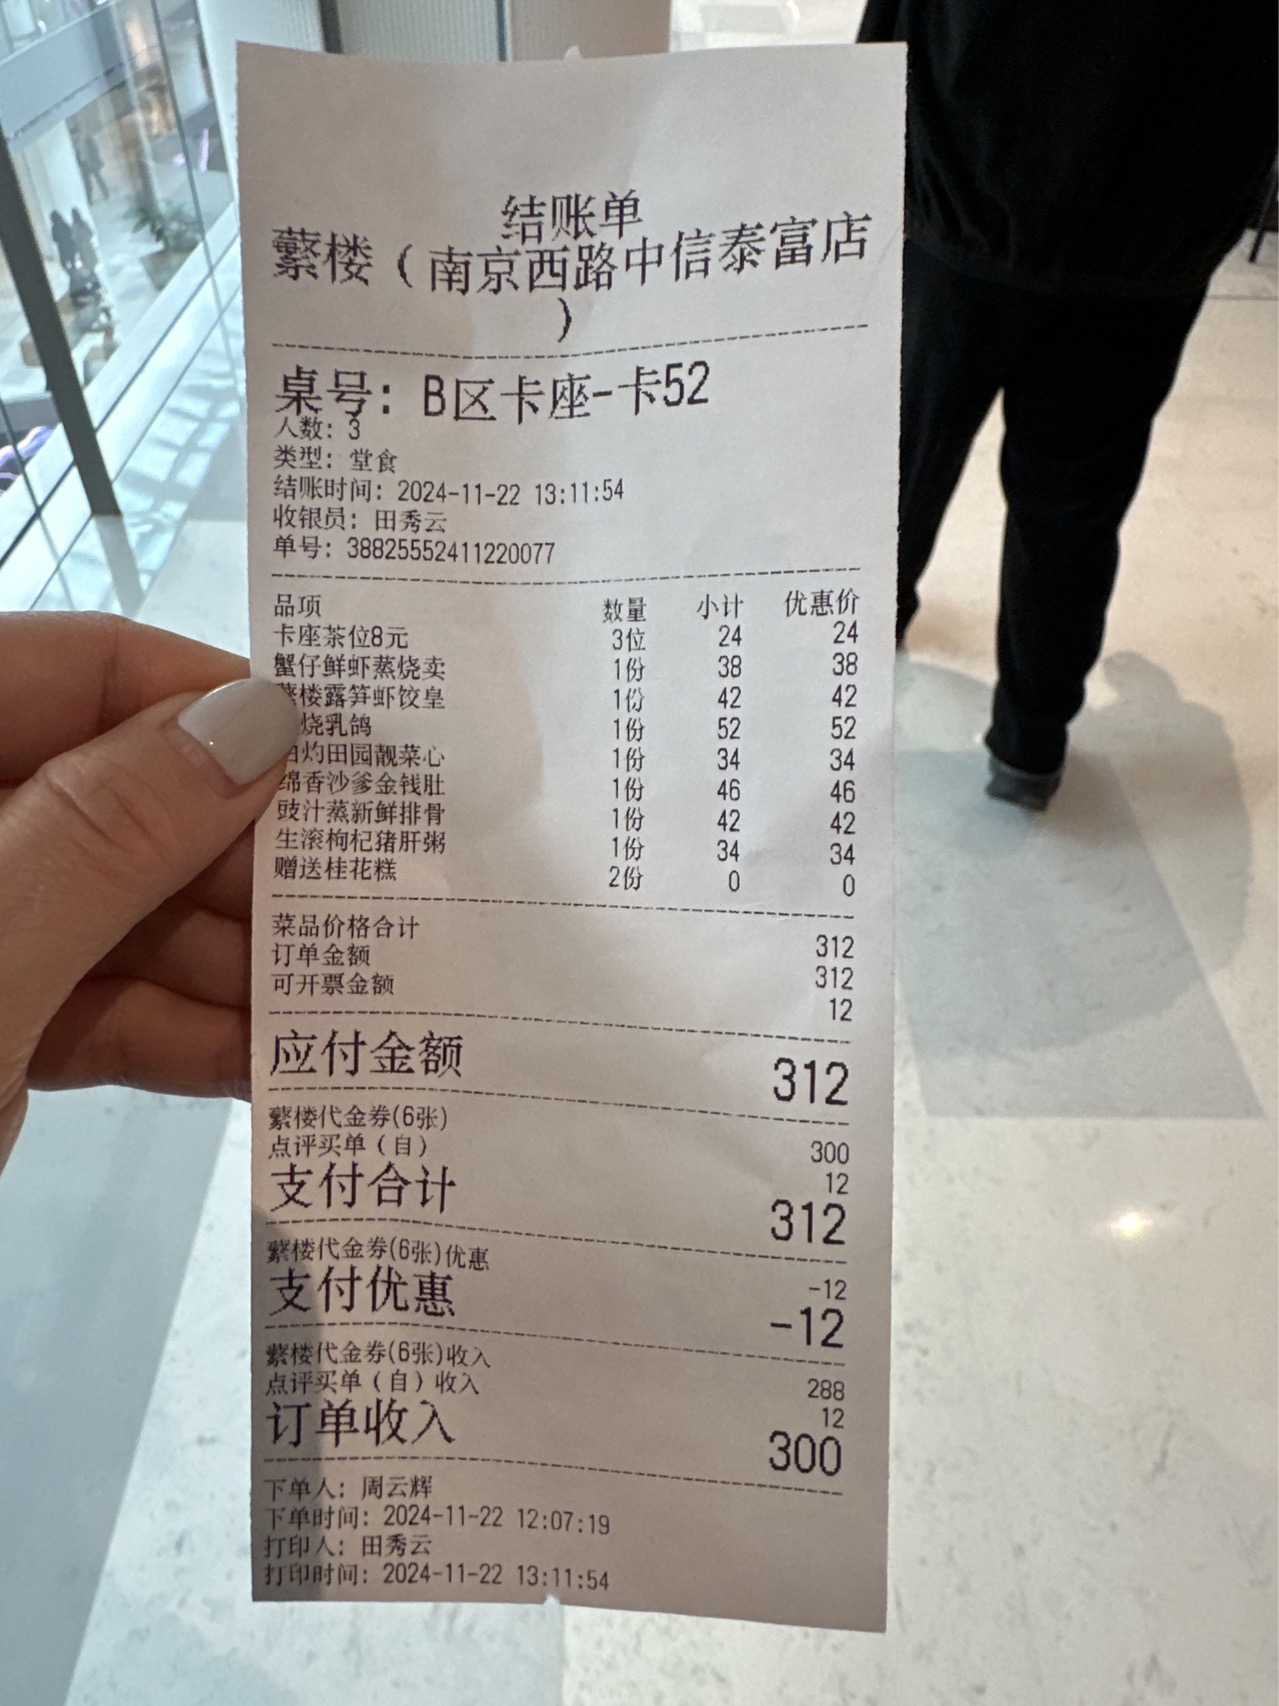 结账单
蘩楼（南京西路中信泰富店
）
桌号：B区卡座-卡52
人数：3
类型：堂食
结账时间：2024-11-22 13:11:54
收银员：田秀云
单号：38825552411220077
品项 数量 小计 优惠价
卡座茶位8元 3位 24 24
蟹仔鲜虾蒸烧卖 1份 38 38
蘩楼露笋虾饺皇 1份 42 42
烧乳鸽 1份 52 52
白灼田园靓菜心 1份 34 34
绵香沙爹金钱肚 1份 46 46
豉汁蒸新鲜排骨 1份 42 42
生滚枸杞猪肝粥 1份 34 34
赠送桂花糕 2份 0 0
菜品价格合计 312
订单金额 312
可开票金额 12
应付金额 312
蘩楼代金券(6张) 300
点评买单（自） 12
支付合计 312
蘩楼代金券(6张)优惠 -12
支付优惠 -12
蘩楼代金券(6张)收入 288
点评买单（自）收入 12
订单收入 300
下单人：周云辉
下单时间：2024-11-22 12:07:19
打印人：田秀云
打印时间：2024-11-22 13:11:54